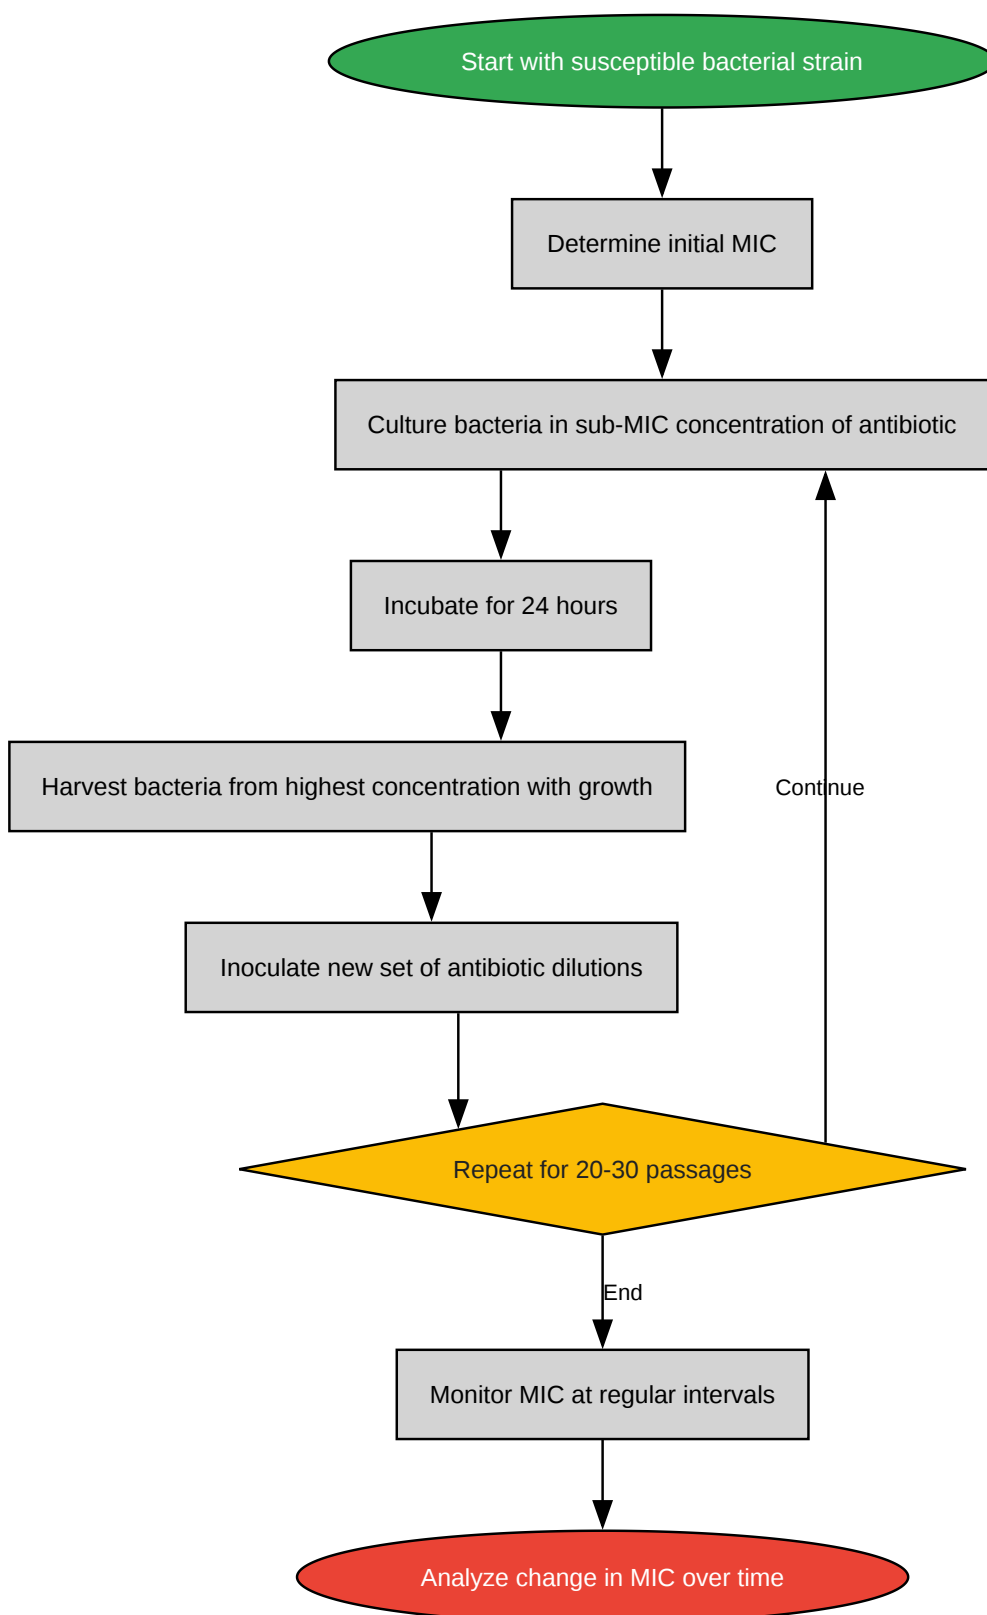 Start with susceptible bacterial strain
Determine initial MIC
Culture bacteria in sub-MIC concentration of antibiotic
Incubate for 24 hours
Harvest bacteria from highest concentration with growth
Continue
Inoculate new set of antibiotic dilutions
Repeat for 20-30 passages
End
Monitor MIC at regular intervals
Analyze change in MIC over time